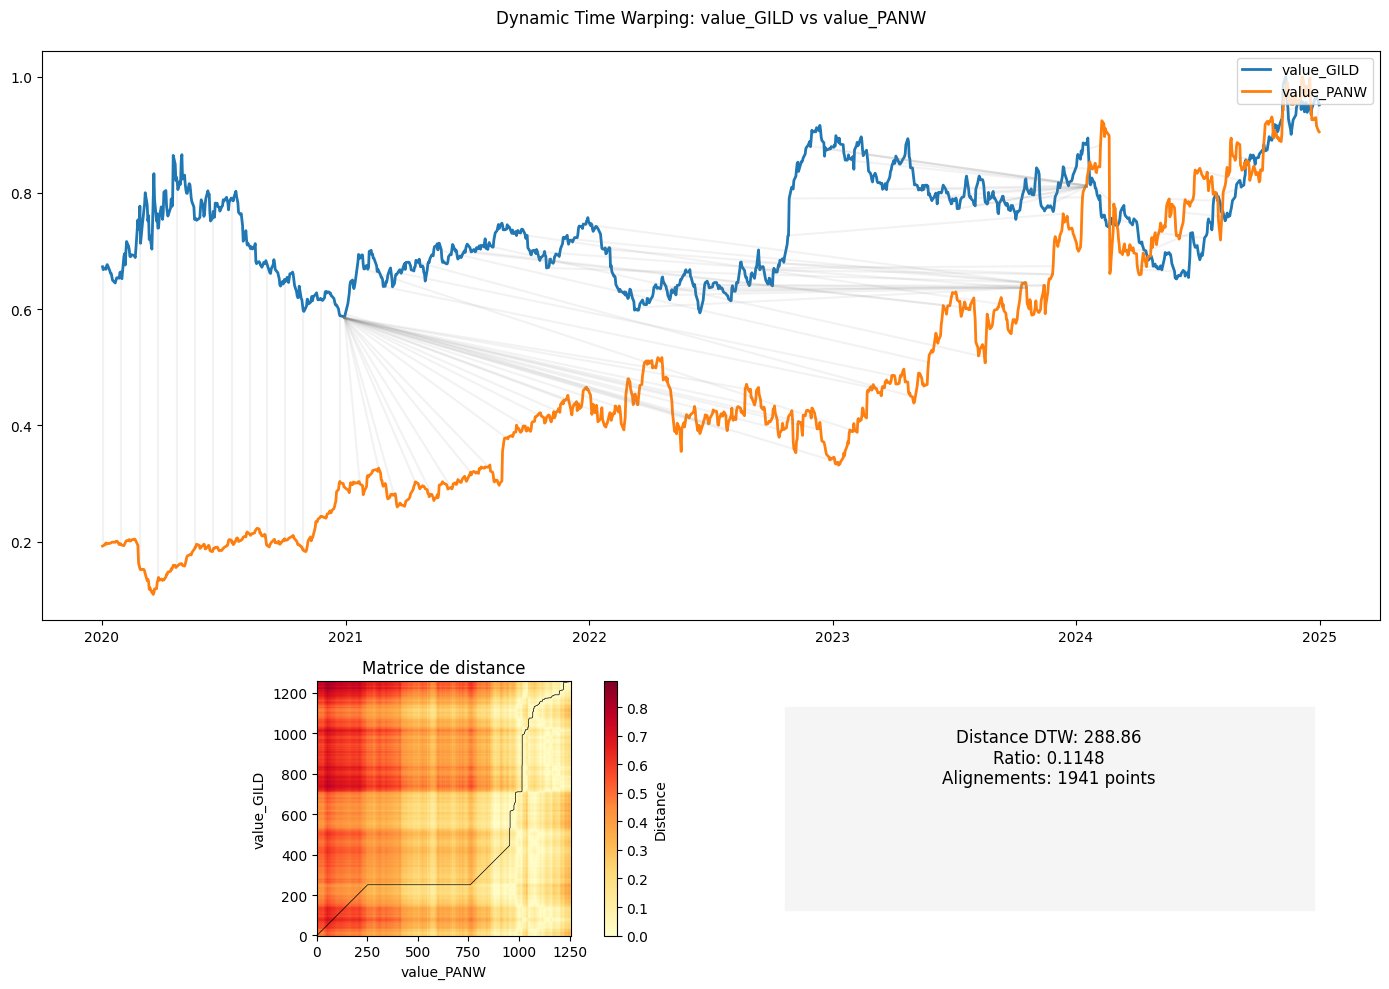 Dynamic Time Warping: value_GILD vs value_PANW
value_GILD
value_PANW
1.0
0.8
0.6
0.4
0.2
2020 2021 2022 2023 2024 2025
Matrice de distance
value_GILD
1200
1000
800
600
400
200
0
0 250 500 750 1000 1250
value_PANW
0.8
0.7
0.6
0.5
0.4
0.3
0.2
0.1
0.0
Distance
Distance DTW: 288.86
Ratio: 0.1148
Alignements: 1941 points